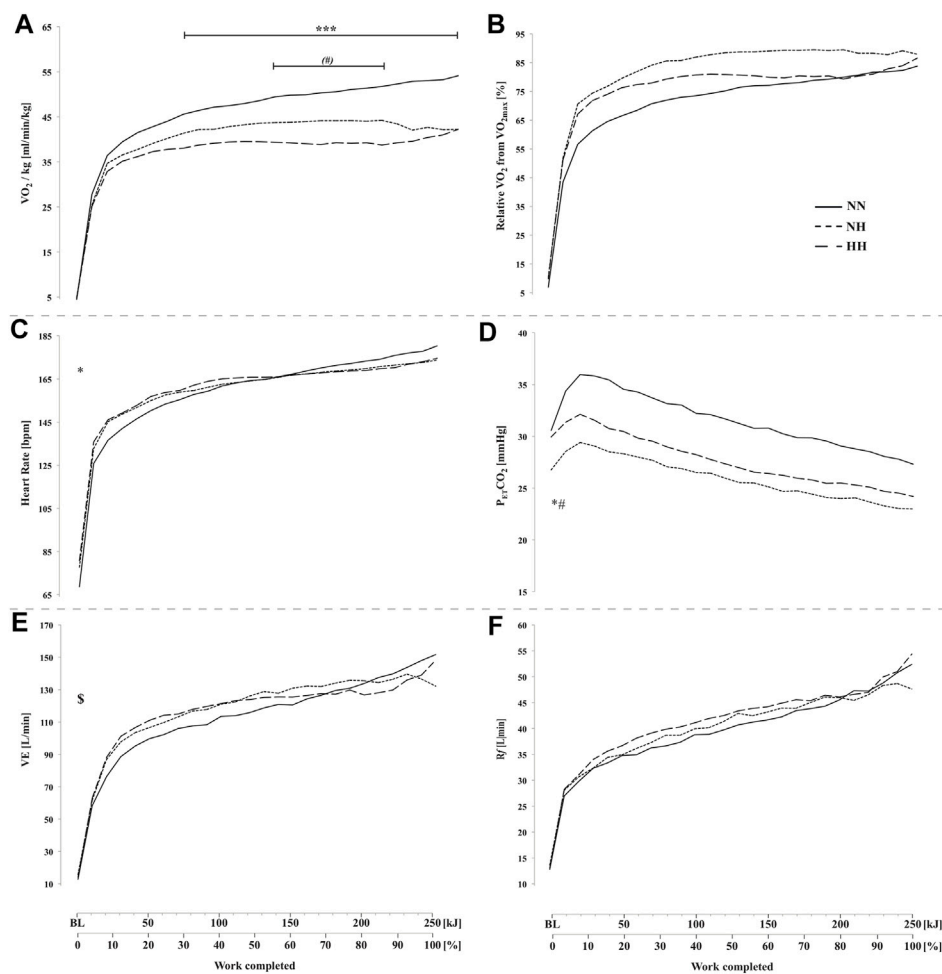 A
65
55
45
35
25
15
5
VO2 / kg [ml/min/kg]
***
(#)
B
95
85
75
65
55
45
35
25
15
5
Relative VO2 from VO2max [%]
NN
NH
HH
C
185
165
145
125
105
85
65
Heart Rate [bpm]
*
D
40
35
30
25
20
15
PETCO2 [mmHg]
*#
E
170
150
130
110
90
70
50
30
10
VE [L/min]
$
F
60
55
50
45
40
35
30
25
20
15
10
Rf [L|min]
BL 50 100 150 200 250 [kJ]
0 10 20 30 40 50 60 70 80 90 100 [%]
Work completed
BL 50 100 150 200 250 [kJ]
0 10 20 30 40 50 60 70 80 90 100 [%]
Work completed